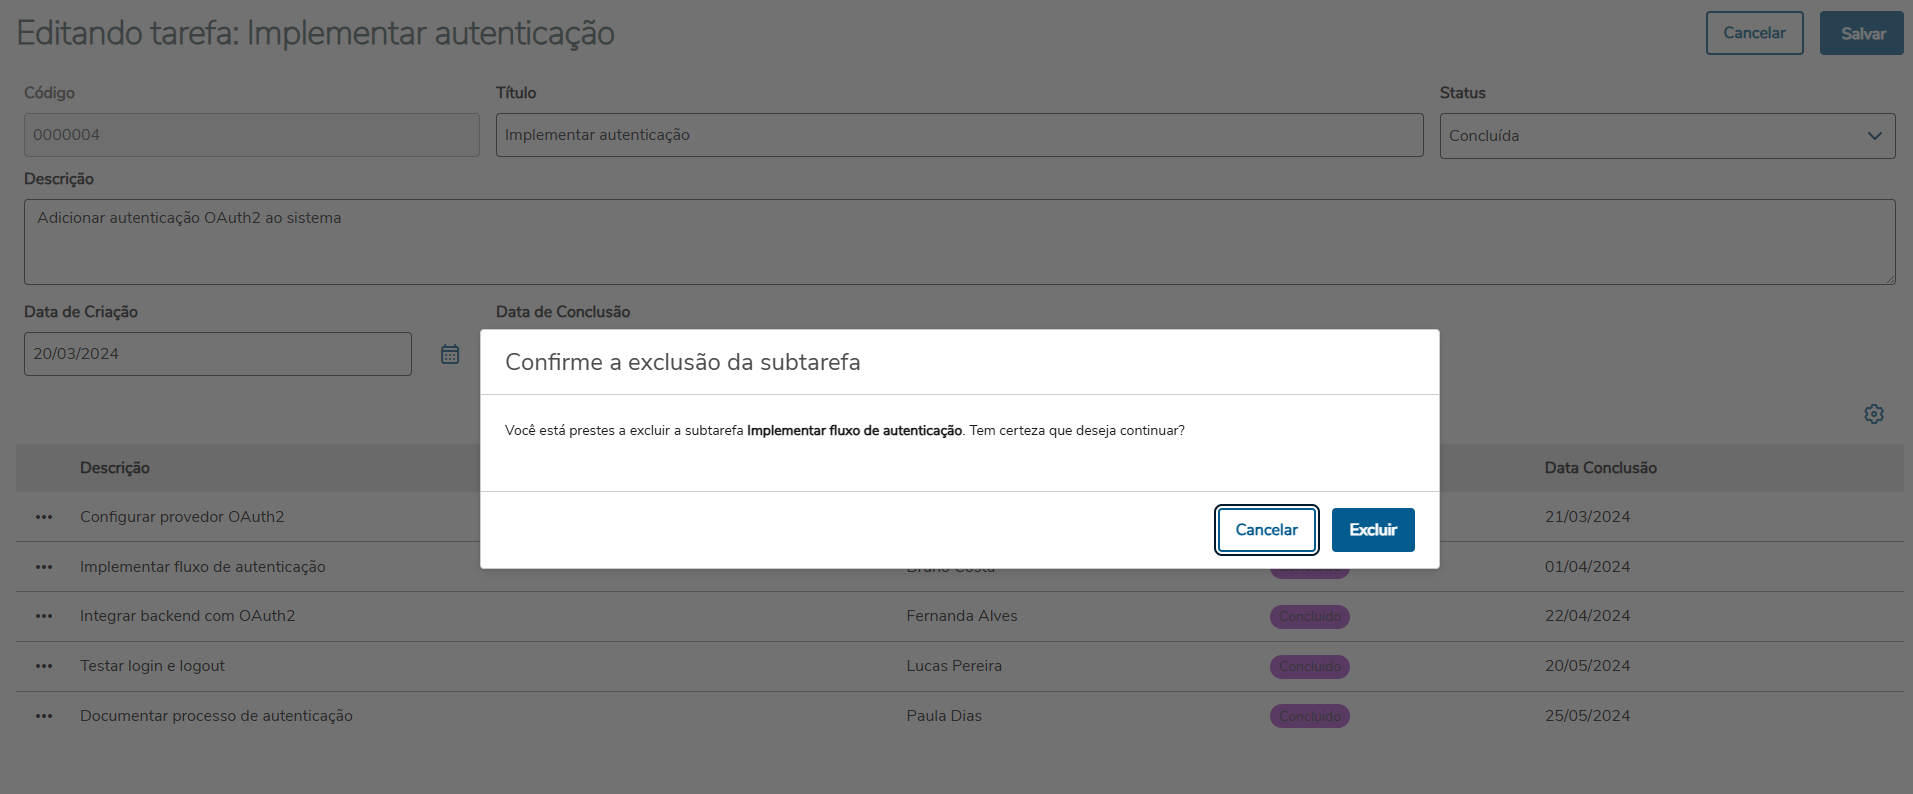 Editando tarefa: Implementar autenticação
Cancelar
Salvar
Código
Título
Status
0000004
Implementar autenticação
Concluída
Descrição
Adicionar autenticação OAuth2 ao sistema
Data de Criação
Data de Conclusão
20/03/2024
Confirme a exclusão da subtarefa
Você está prestes a excluir a subtarefa Implementar fluxo de autenticação. Tem certeza que deseja continuar?
Cancelar
Excluir
Descrição
Data Conclusão
Configurar provedor OAuth2
21/03/2024
Implementar fluxo de autenticação
01/04/2024
Integrar backend com OAuth2
Fernanda Alves
Concluído
22/04/2024
Testar login e logout
Lucas Pereira
Concluído
20/05/2024
Documentar processo de autenticação
Paula Dias
Concluído
25/05/2024